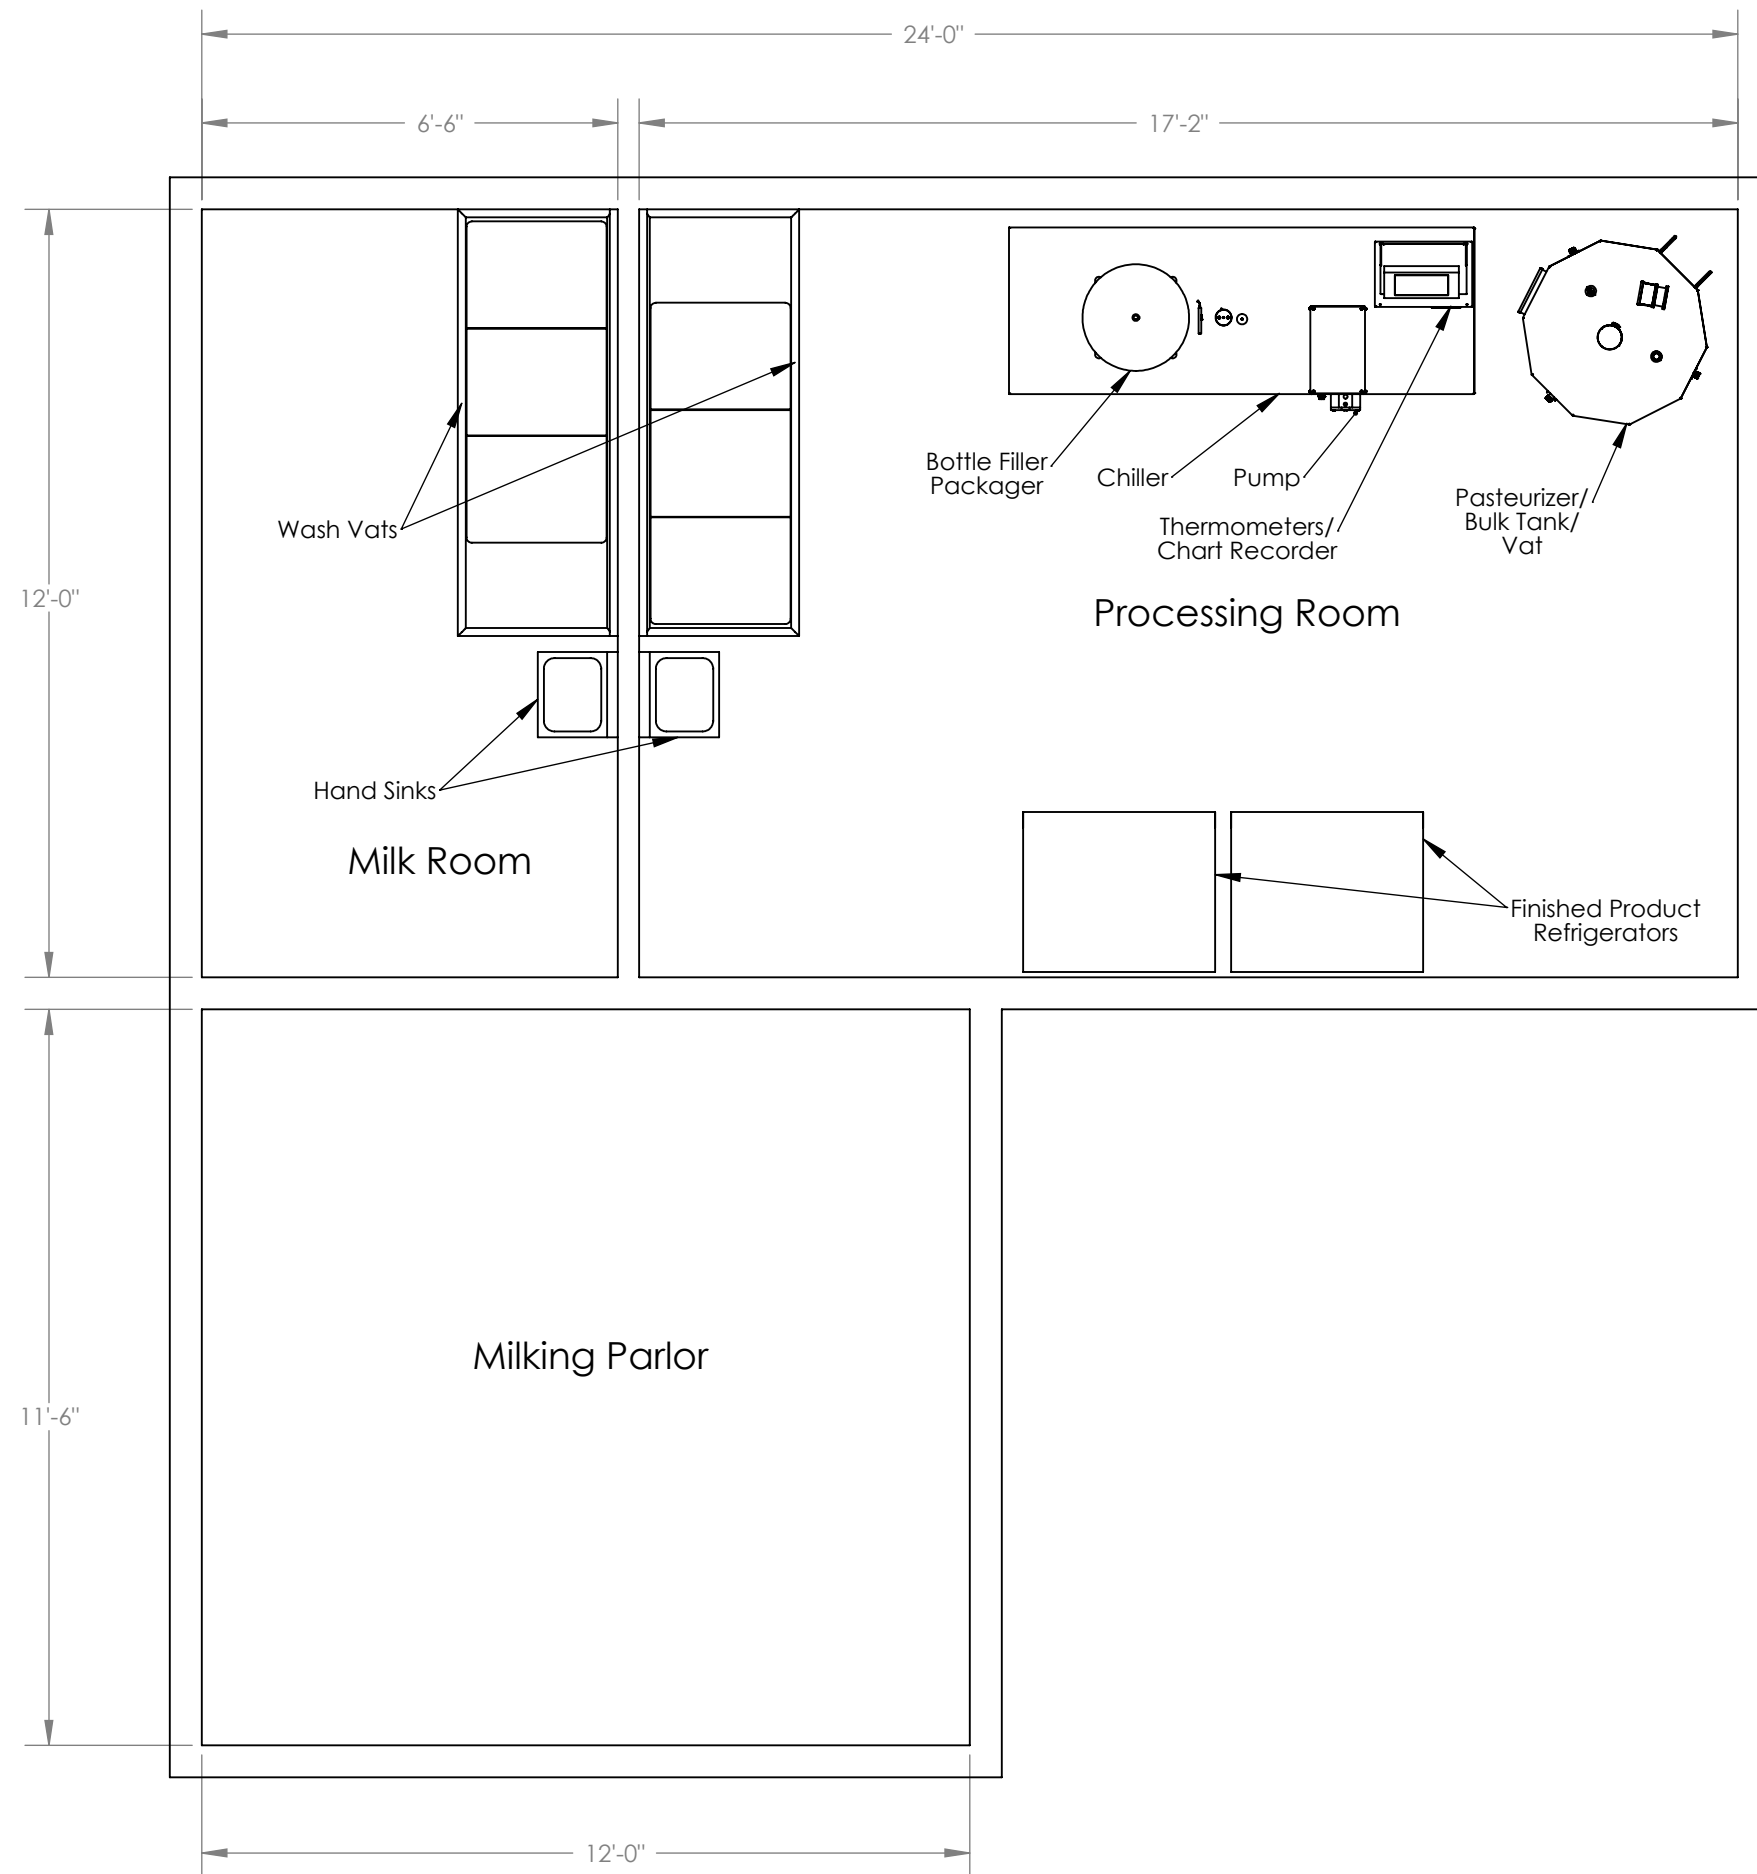 24'-0"
6'-6"
17'-2"
12'-0"
Wash Vats
Bottle Filler
Packager
Chiller
Pump
Thermometers/
Chart Recorder
Pasteurizer/
Bulk Tank/
Vat
Processing Room
Hand Sinks
Milk Room
Finished Product
Refrigerators
Milking Parlor
11'-6"
12'-0"